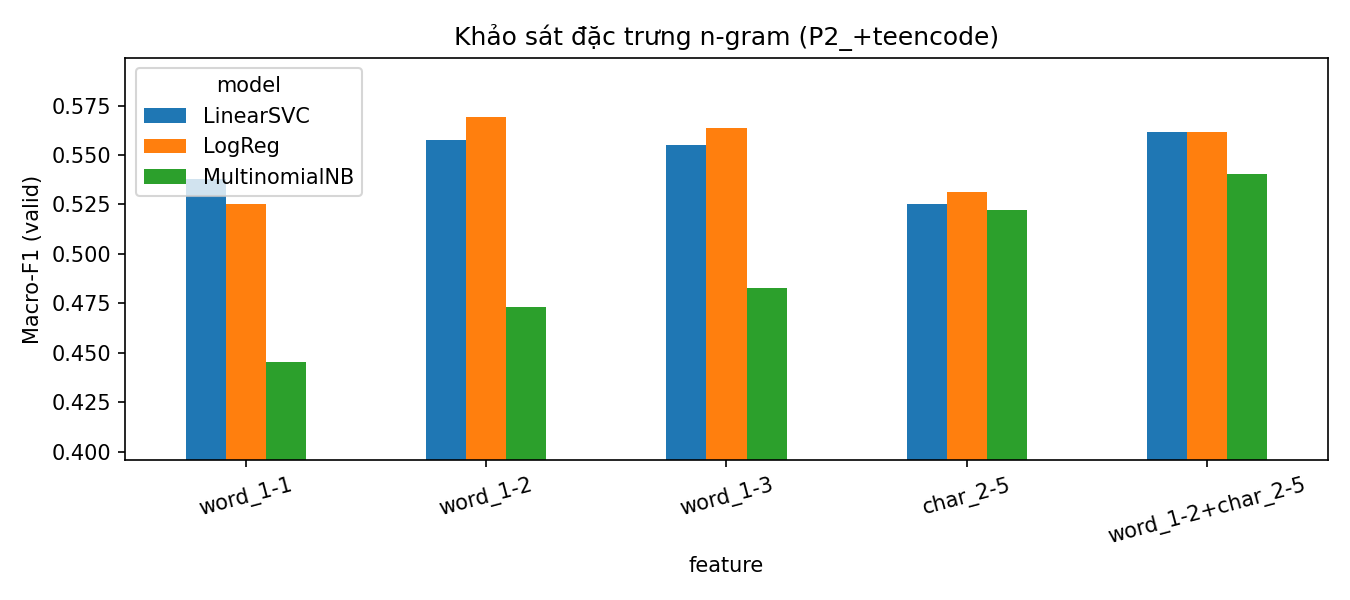 Khảo sát đặc trưng n-gram (P2_+teencode)
model
LinearSVC
LogReg
MultinomialNB
Macro-F1 (valid)
0.575
0.550
0.525
0.500
0.475
0.450
0.425
0.400
word_1-1
word_1-2
word_1-3
char_2-5
word_1-2+char_2-5
feature